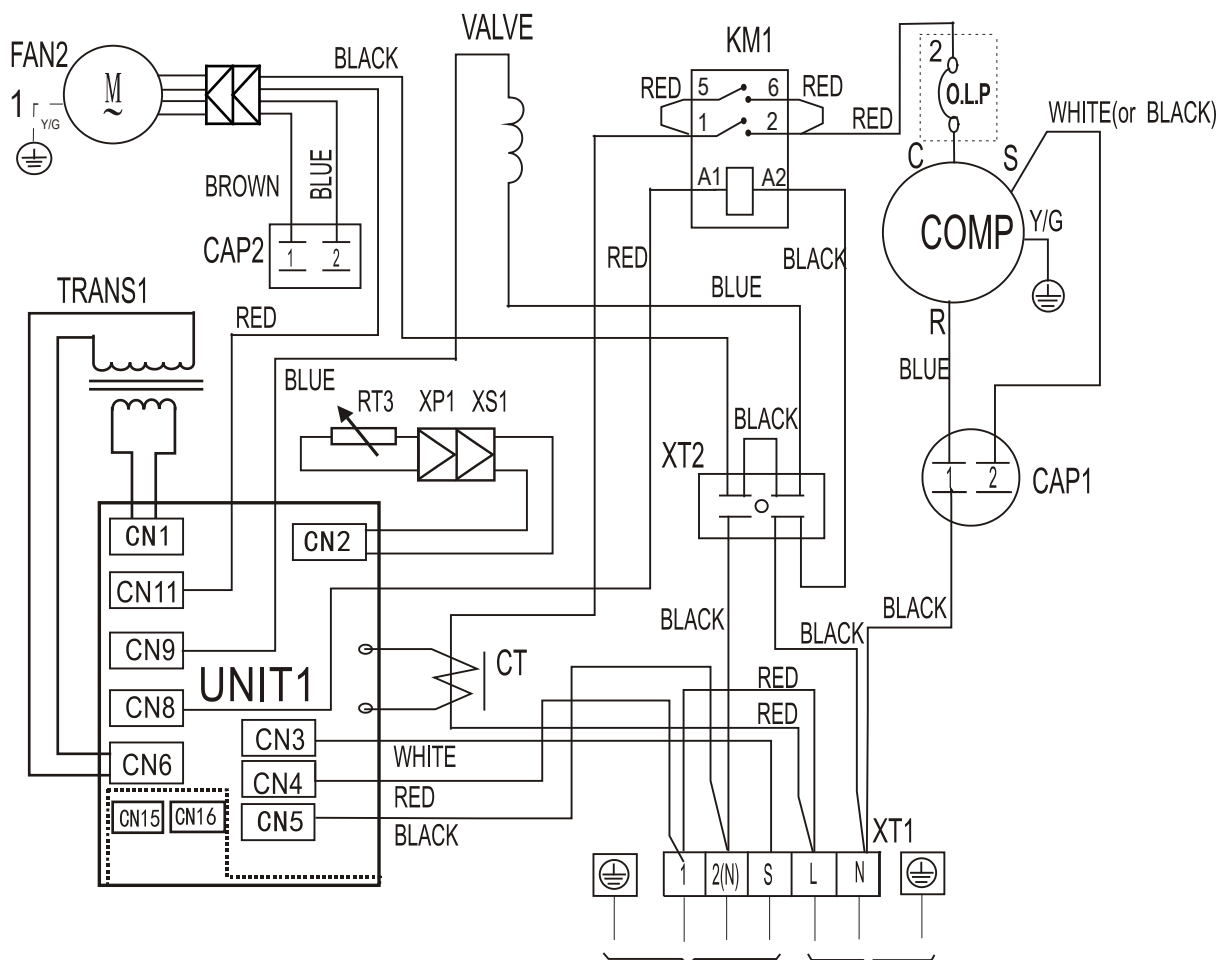 VALVE
KM1
FAN2
BLACK
2
O.L.P
M
~
RED 5 6 RED
1 2
RED
WHITE(or BLACK)
1
Y/G
C S
BROWN
BLUE
A1 A2
COMP
Y/G
CAP2
1 2
RED
BLACK
TRANS1
BLUE
RED
R
BLUE
BLUE
RT3 XP1 XS1
BLACK
XT2
1 2
CAP1
CN1
CN2
CN11
BLACK
BLACK
BLACK
CN9
CT
UNIT1
RED
CN8
RED
CN3
WHITE
CN6
CN4
RED
CN15 CN16
CN5
BLACK
XT1
1 2(N) S L N